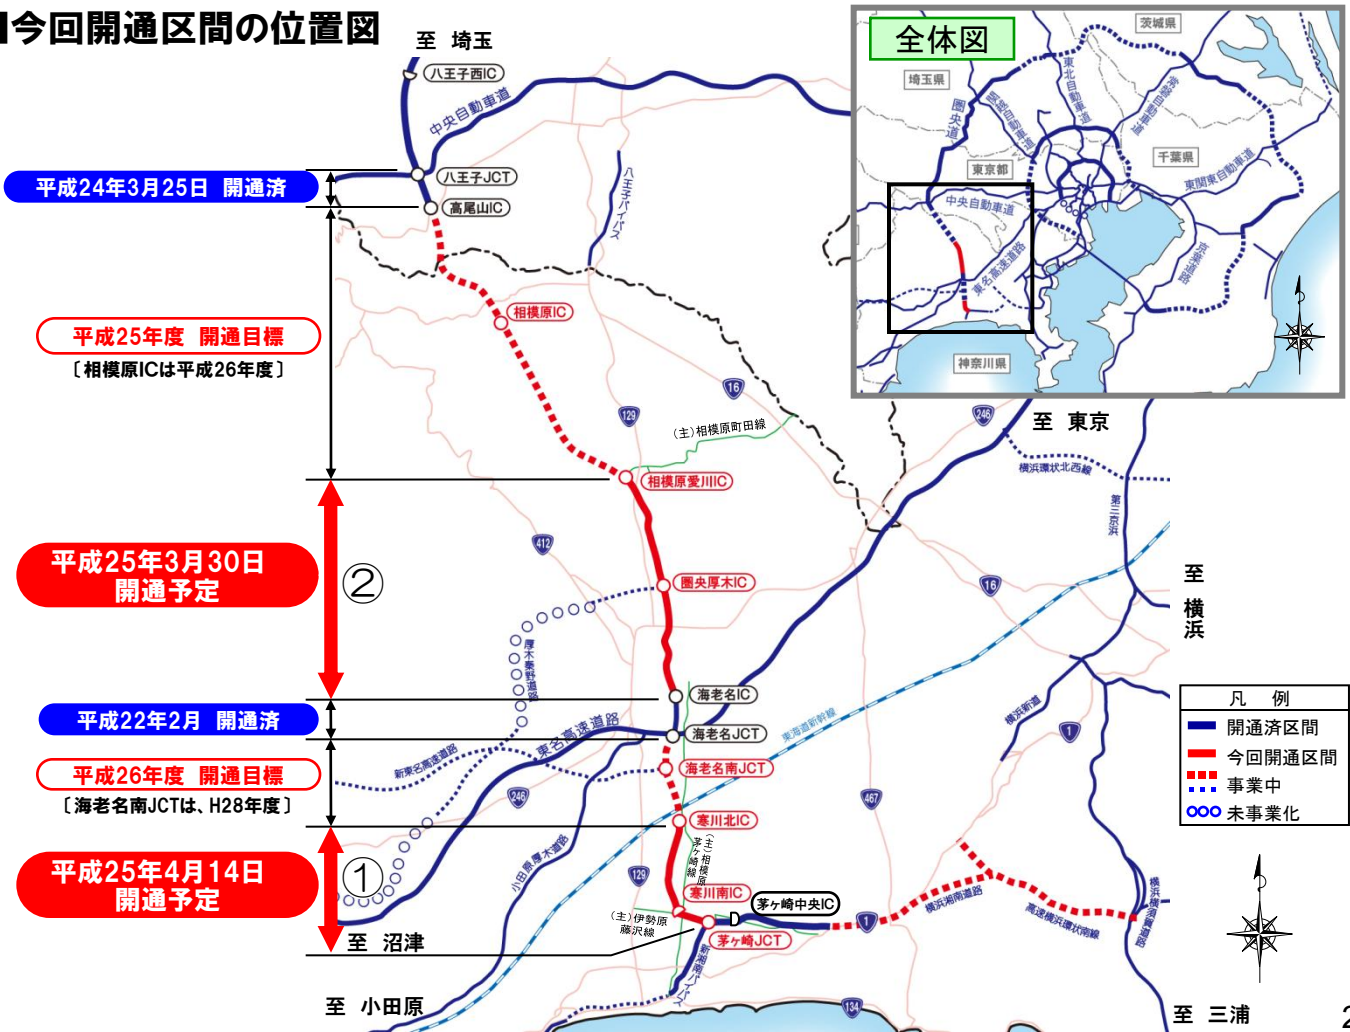 今回開通区間の位置図
至 埼玉
八王子西IC
中央自動車道
八王子JCT
高尾山IC
八王子バイパス
平成24年3月25日 開通済
平成25年度 開通目標
〔相模原ICは平成26年度〕
相模原IC
16
129
(主)相模原町田線
246
至 東京
横浜環状北西線
第三京浜
相模原愛川IC
平成25年3月30日
開通予定
②
412
圏央厚木IC
16
至 横浜
厚木秦野道路
海老名IC
平成22年2月 開通済
東名高速道路
海老名JCT
東海道新幹線
横浜新道
1
新東名高速道路
平成26年度 開通目標
〔海老名南JCTは、H28年度〕
海老名南JCT
246
467
寒川北IC
小田原厚木道路
(主)相模原
茅ヶ崎線
129
平成25年4月14日
開通予定
①
寒川南IC
茅ヶ崎中央IC
(主)伊勢原
藤沢線
茅ヶ崎JCT
1
横浜湘南道路
高速横浜環状南線
横浜横須賀道路
至 沼津
新湘南バイパス
至 小田原
134
至 三浦
2
全体図
茨城県
埼玉県
圏央道
関越自動車道
東北自動車道
常磐自動車道
東京都
千葉県
東関東自動車道
中央自動車道
東名高速道路
京葉道路
神奈川県
凡 例
開通済区間
今回開通区間
事業中
未事業化